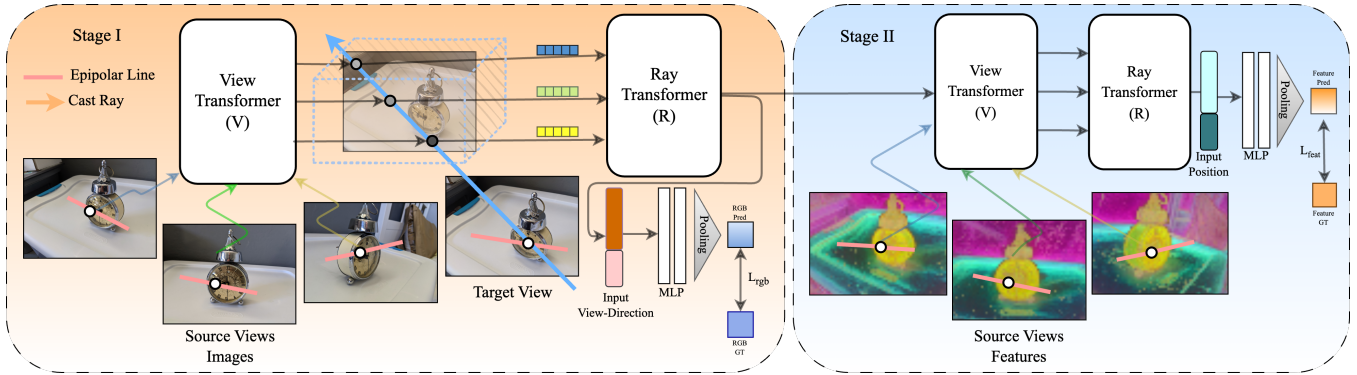 Stage I
Epipolar Line
Cast Ray
View
Transformer
(V)
Ray
Transformer
(R)
Target View
Source Views
Images
Input
View-Direction
MLP
Pooling
RGB
Pred
Lrgb
RGB
GT
Stage II
View
Transformer
(V)
Ray
Transformer
(R)
Input
Position
MLP
Pooling
Feature
Pred
Lfeat
Feature
GT
Source Views
Features